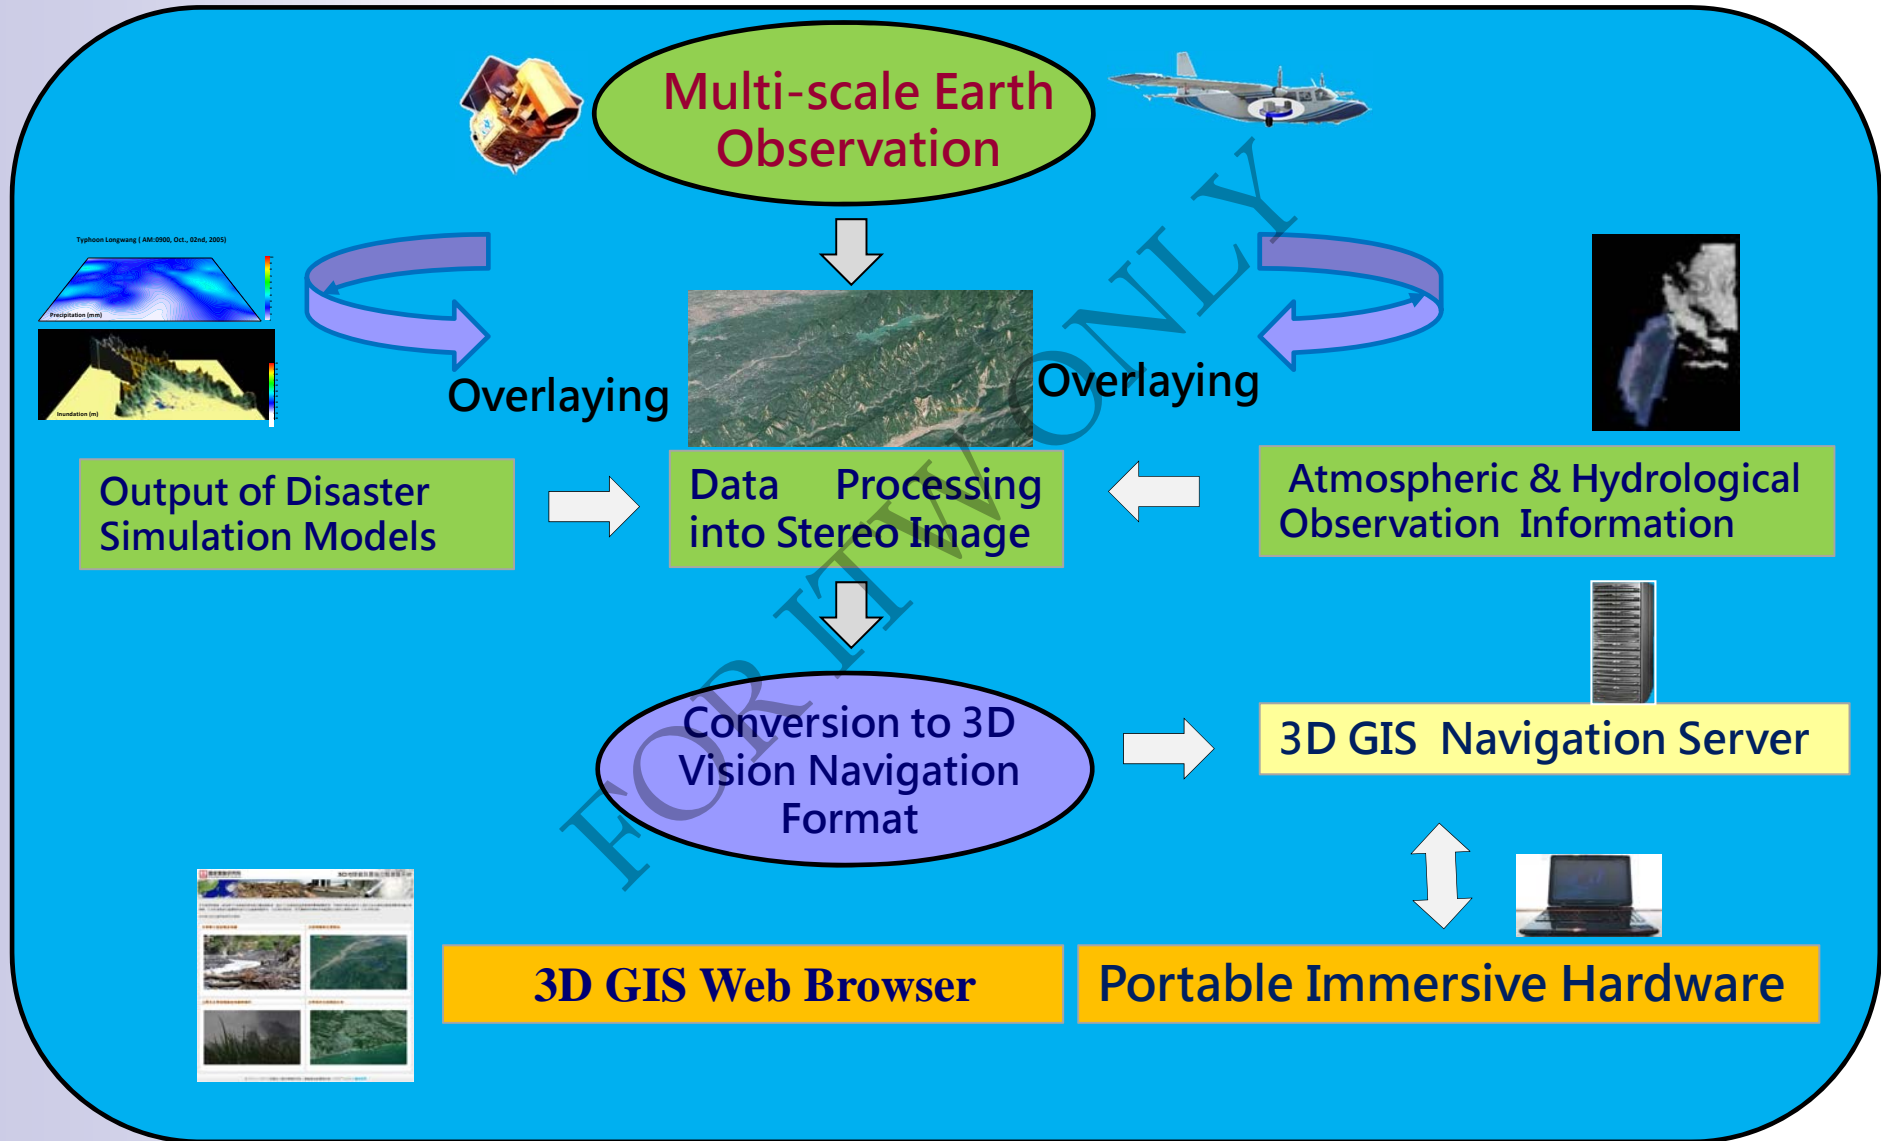 Multi-scale Earth
Observation
Typhoon Longwang ( AM:0900, Oct., 02nd, 2005)
Precipitation (mm)
Inundation (m)
Overlaying
Overlaying
Output of Disaster
Simulation Models
Data Processing
into Stereo Image
Atmospheric & Hydrological
Observation Information
Conversion to 3D
Vision Navigation
Format
3D GIS Navigation Server
3D GIS Web Browser
Portable Immersive Hardware
FOR ITW ONLY